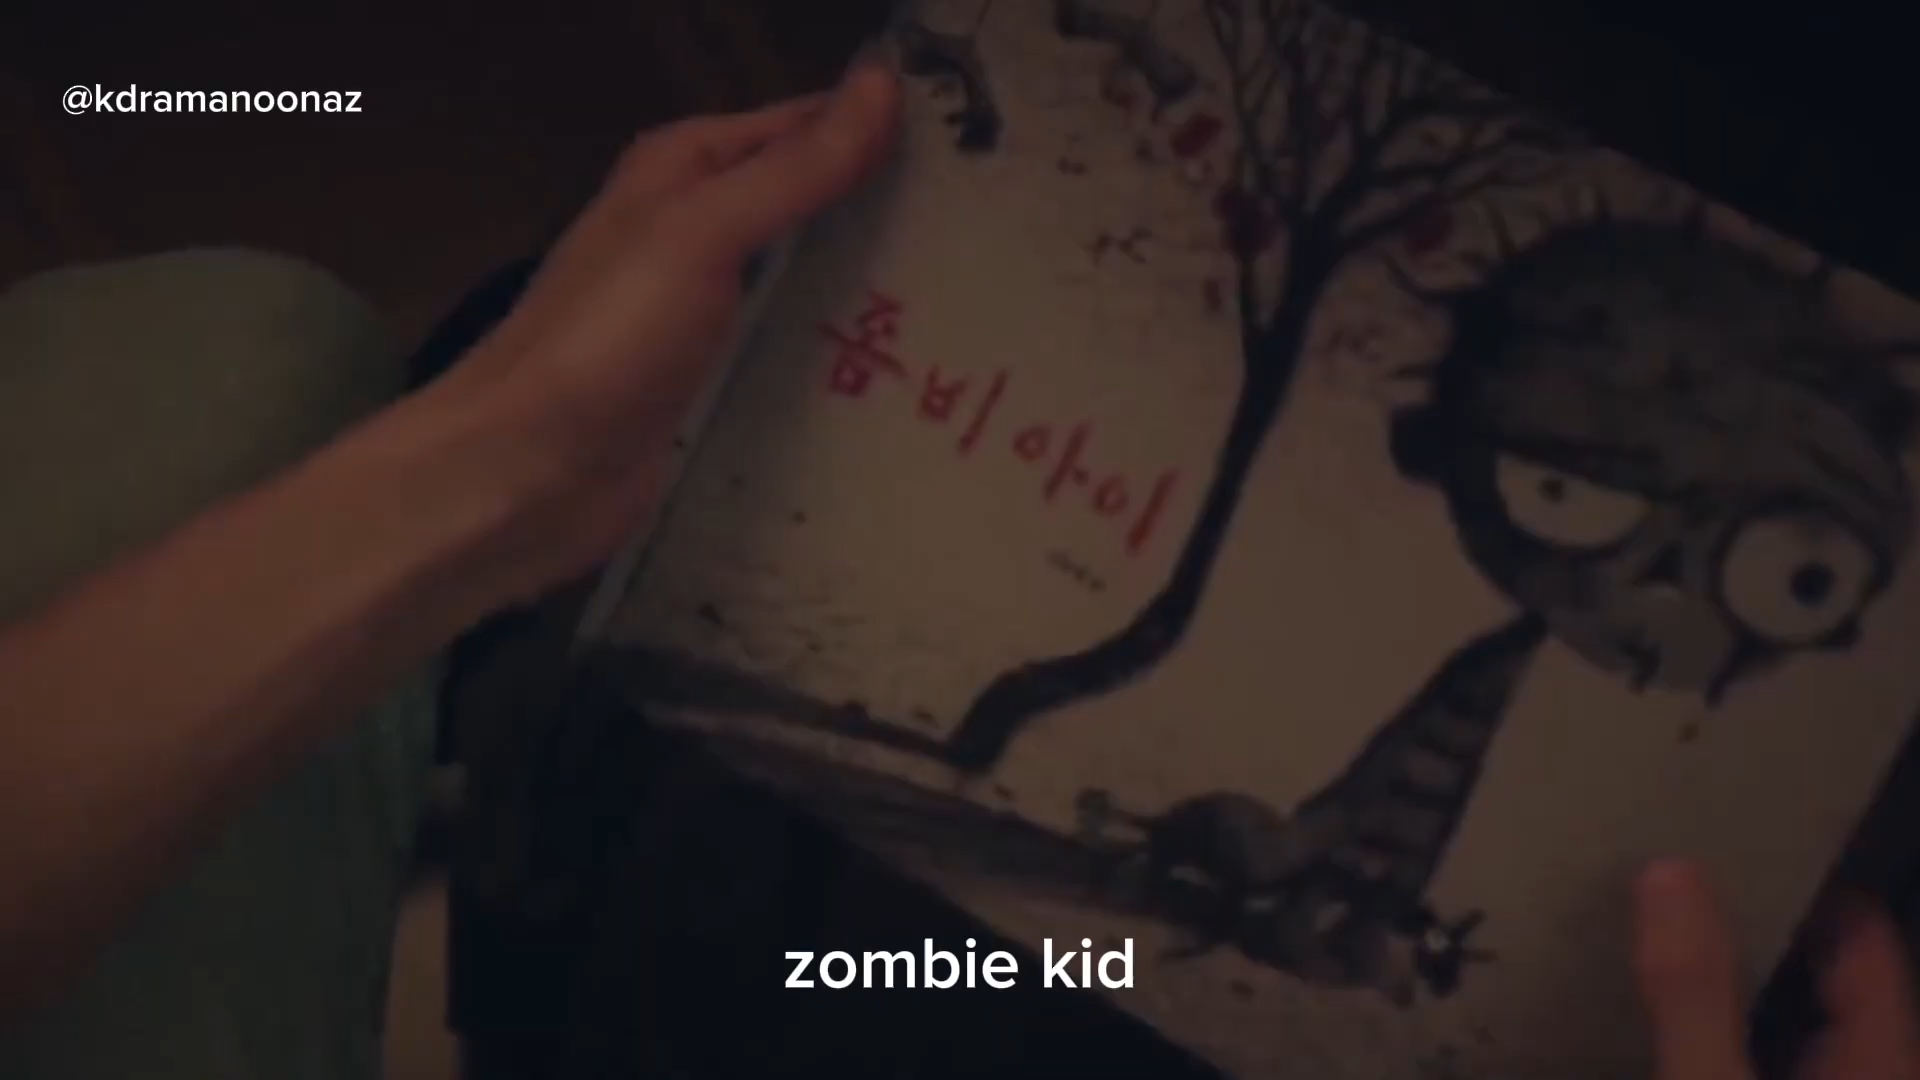 @kdramanoonaz
좀비아이
zombie kid